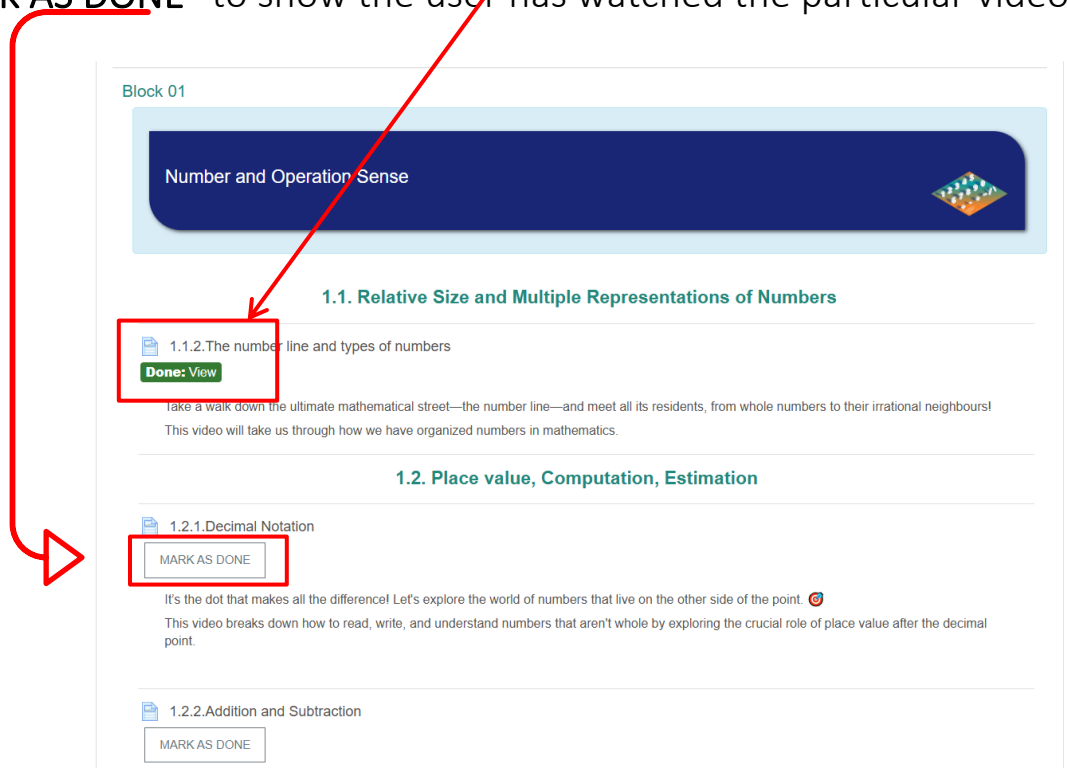 K AS DONE" to show the user has watched the particular video
Block 01
Number and Operation Sense
1.1. Relative Size and Multiple Representations of Numbers
1.1.2.The number line and types of numbers
Done: View
Take a walk down the ultimate mathematical street—the number line—and meet all its residents, from whole numbers to their irrational neighbours!
This video will take us through how we have organized numbers in mathematics.
1.2. Place value, Computation, Estimation
1.2.1.Decimal Notation
MARK AS DONE
It's the dot that makes all the difference! Let's explore the world of numbers that live on the other side of the point. 🎯
This video breaks down how to read, write, and understand numbers that aren't whole by exploring the crucial role of place value after the decimal
point.
1.2.2.Addition and Subtraction
MARK AS DONE